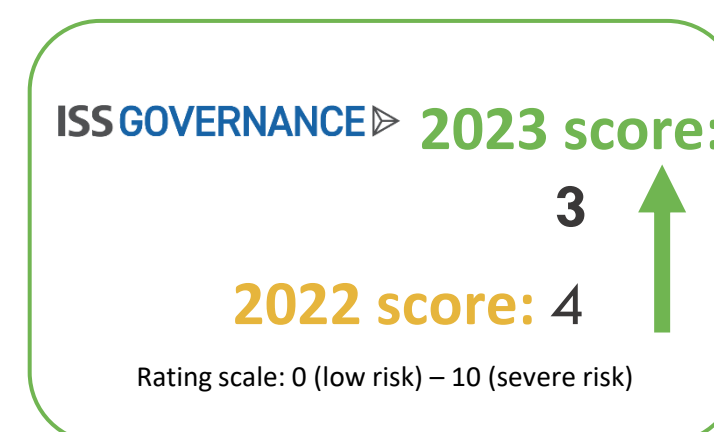 ISS GOVERNANCE 2023 score:
3
2022 score: 4
Rating scale: 0 (low risk) – 10 (severe risk)